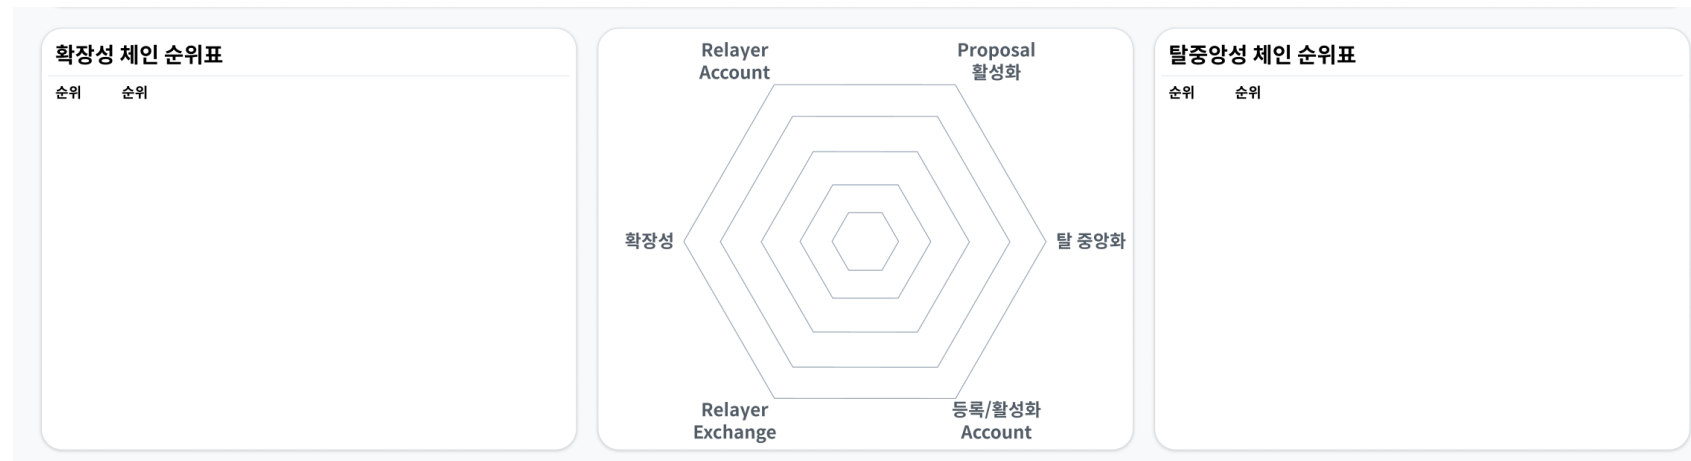 확장성 체인 순위표
순위 순위
Relayer
Account
Proposal
활성화
확장성
탈 중앙화
Relayer
Exchange
등록/활성화
Account
탈중앙성 체인 순위표
순위 순위